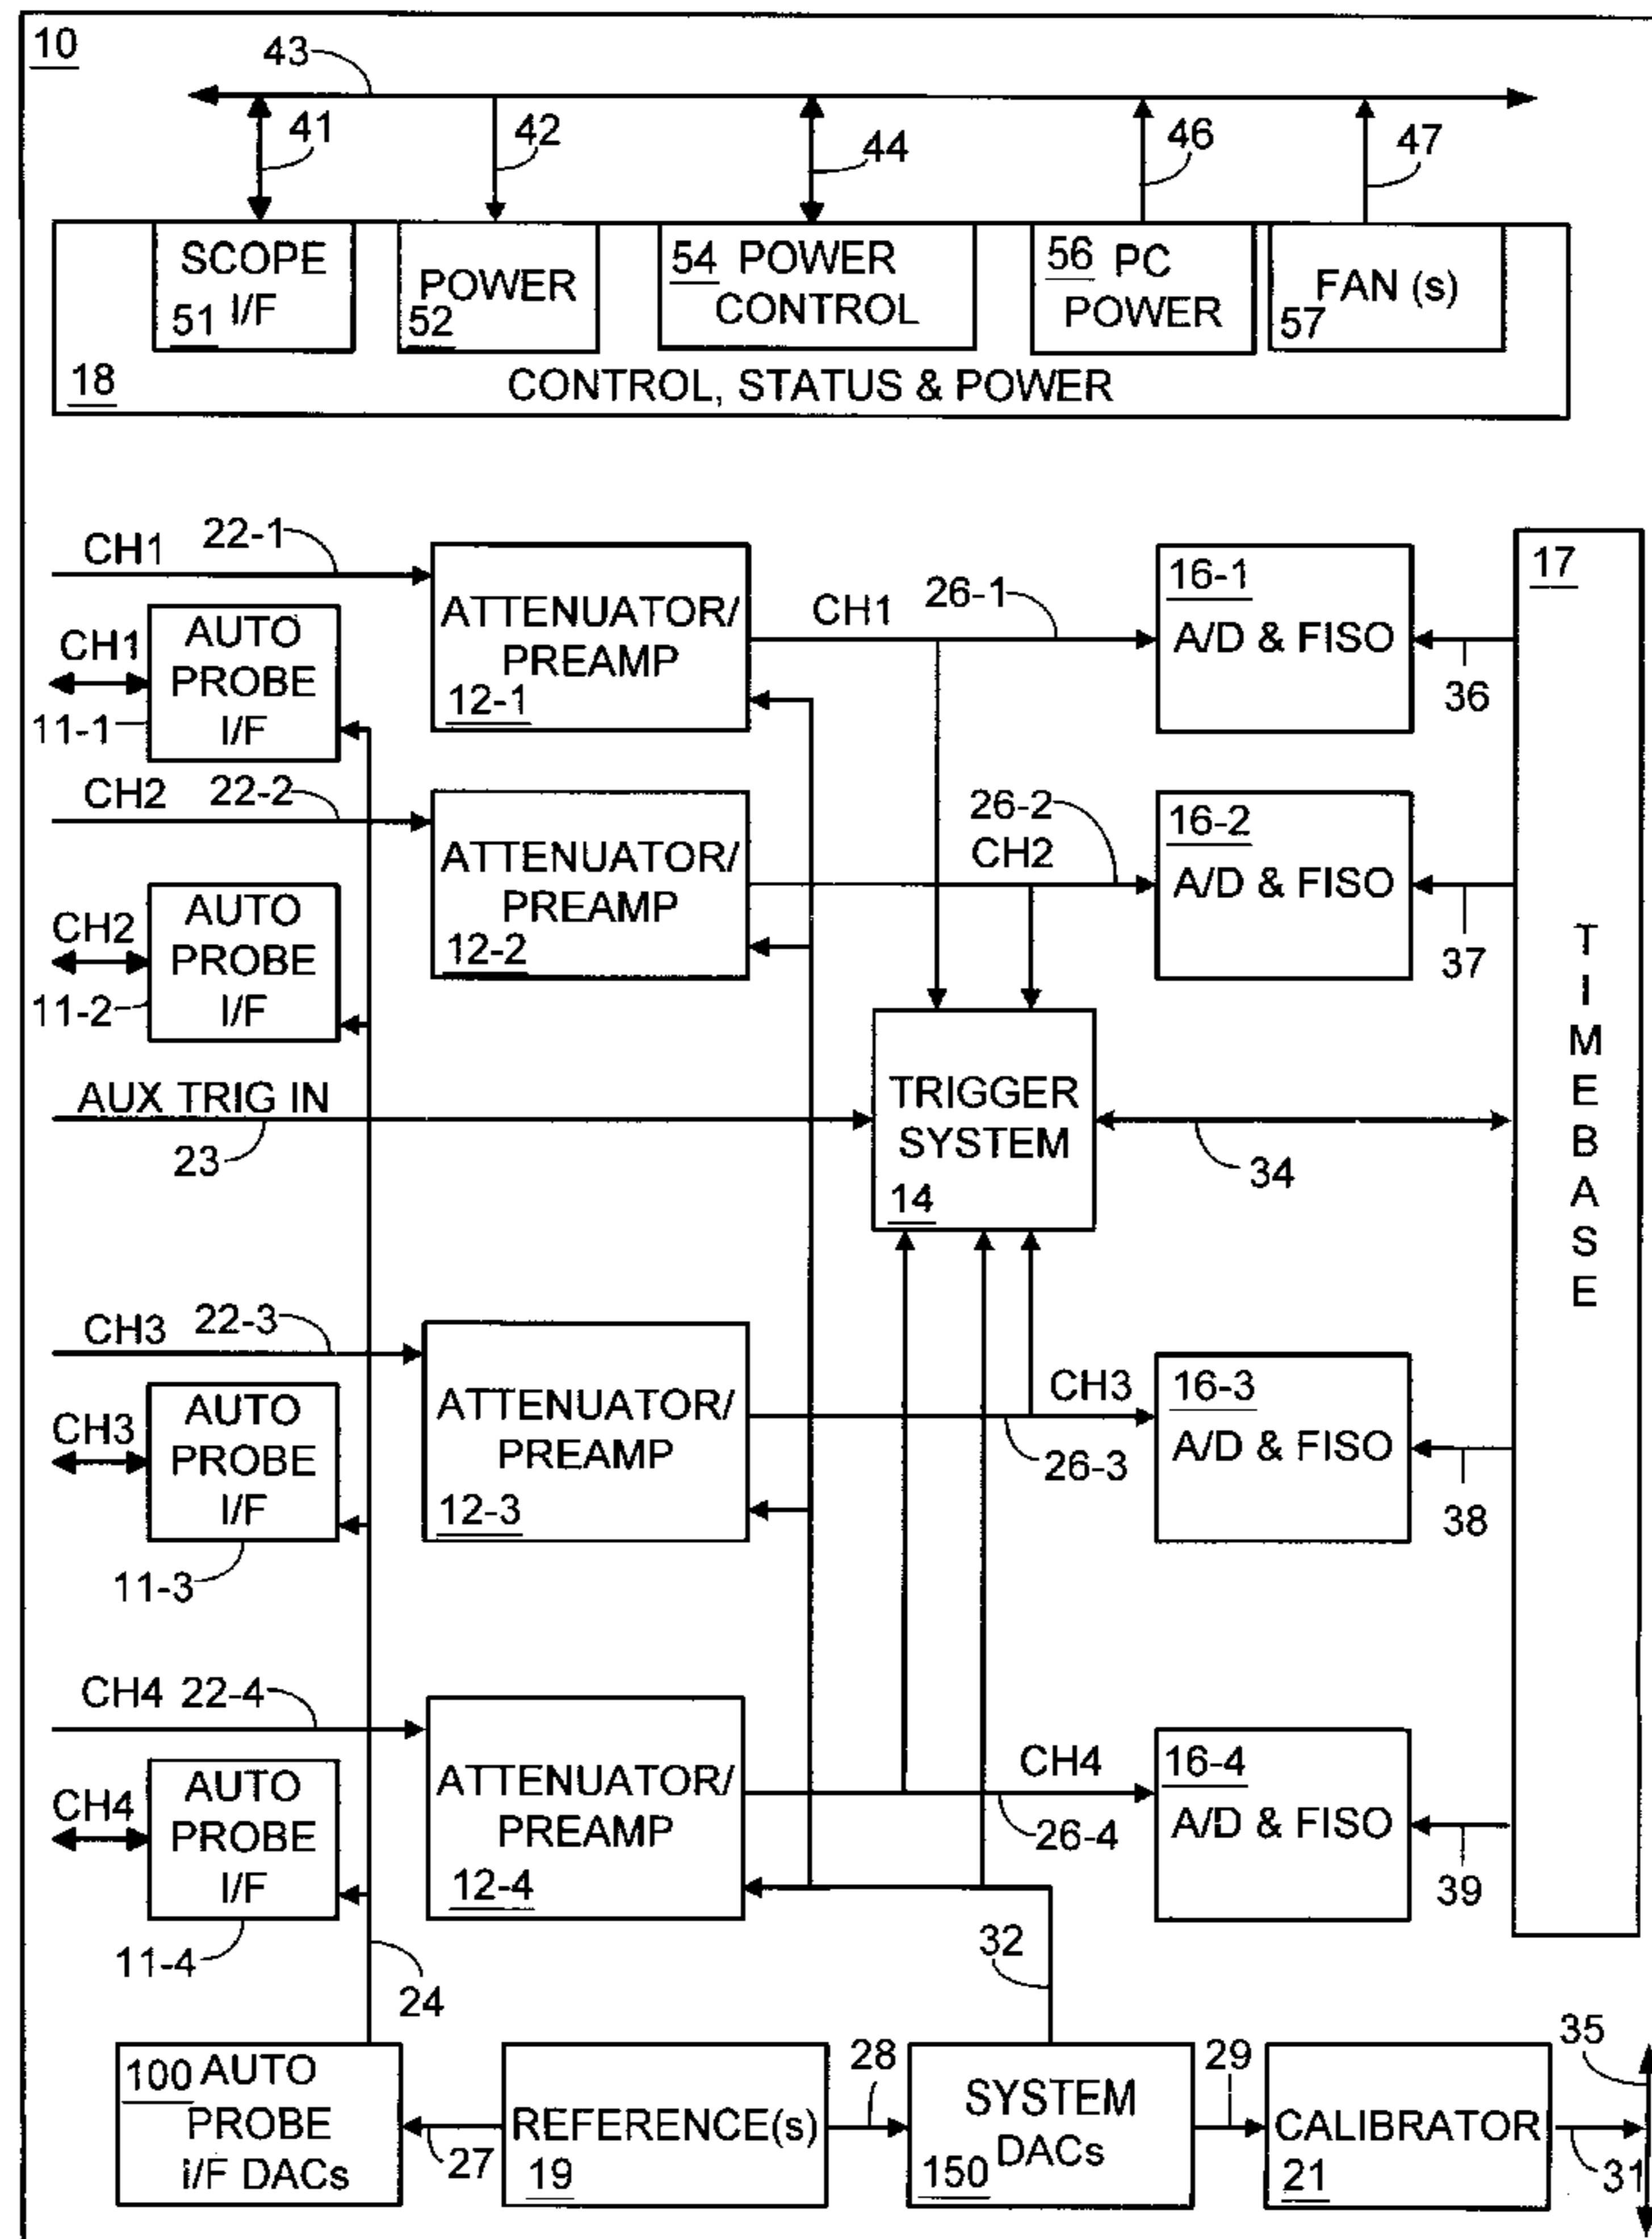 10
43
41
42
44
46
47
SCOPE
I/F
51
POWER
52
54 POWER
CONTROL
56 PC
POWER
FAN (s)
57
18
CONTROL, STATUS & POWER
CH1 22-1
ATTENUATOR/
PREAMP
12-1
CH1 26-1
16-1
A/D & FISO
36
17
TIMEBASE
CH1
AUTO
PROBE
I/F
11-1
CH2 22-2
ATTENUATOR/
PREAMP
12-2
26-2
CH2
16-2
A/D & FISO
37
CH2
AUTO
PROBE
I/F
11-2
AUX TRIG IN
23
TRIGGER
SYSTEM
14
34
CH3 22-3
ATTENUATOR/
PREAMP
12-3
CH3
26-3
16-3
A/D & FISO
38
CH3
AUTO
PROBE
I/F
11-3
CH4 22-4
ATTENUATOR/
PREAMP
12-4
CH4
26-4
16-4
A/D & FISO
39
CH4
AUTO
PROBE
I/F
11-4
24
32
100 AUTO
PROBE
i/F DACs
27
REFERENCE(s)
19
28
SYSTEM
DACs
150
29
CALIBRATOR
21
35
31